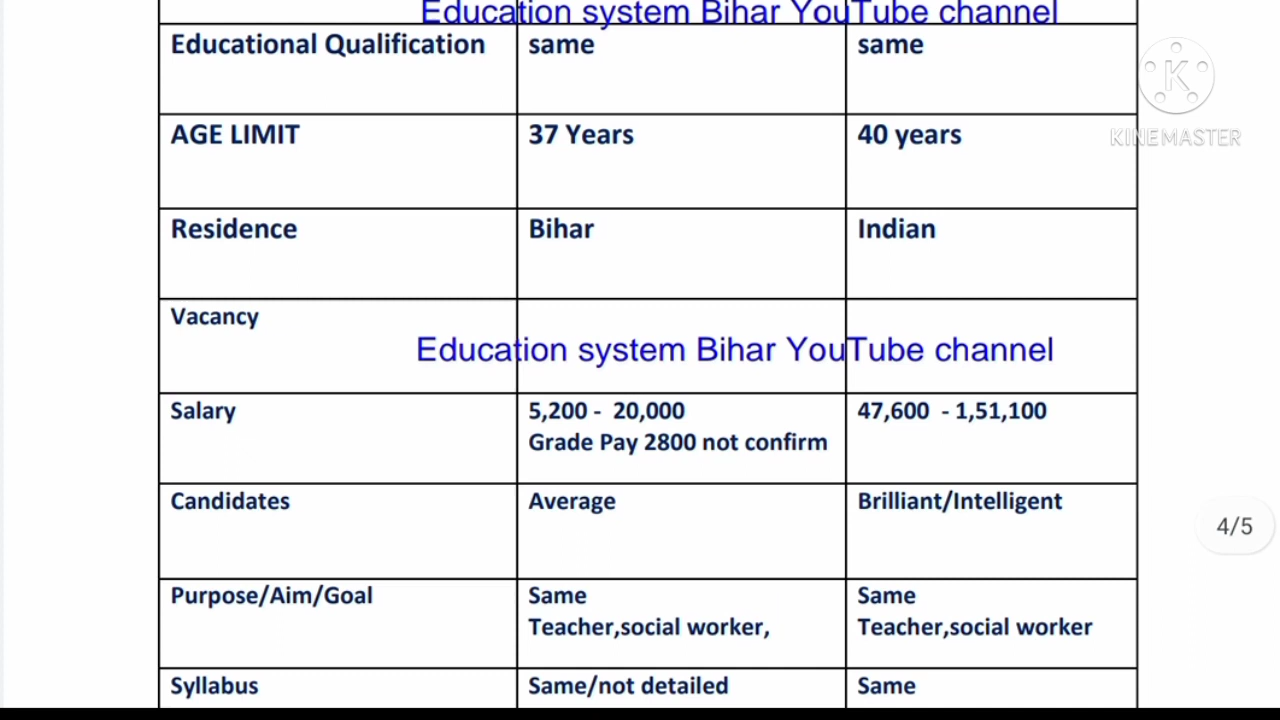 Education system Bihar YouTube channel
Educational Qualification same same
K
KINEMASTER
AGE LIMIT 37 Years 40 years
Residence Bihar Indian
Vacancy
Education system Bihar YouTube channel
Salary 5,200 - 20,000 47,600 - 1,51,100
Grade Pay 2800 not confirm
Candidates Average Brilliant/Intelligent
4/5
Purpose/Aim/Goal Same Same
Teacher,social worker, Teacher,social worker
Syllabus Same/not detailed Same